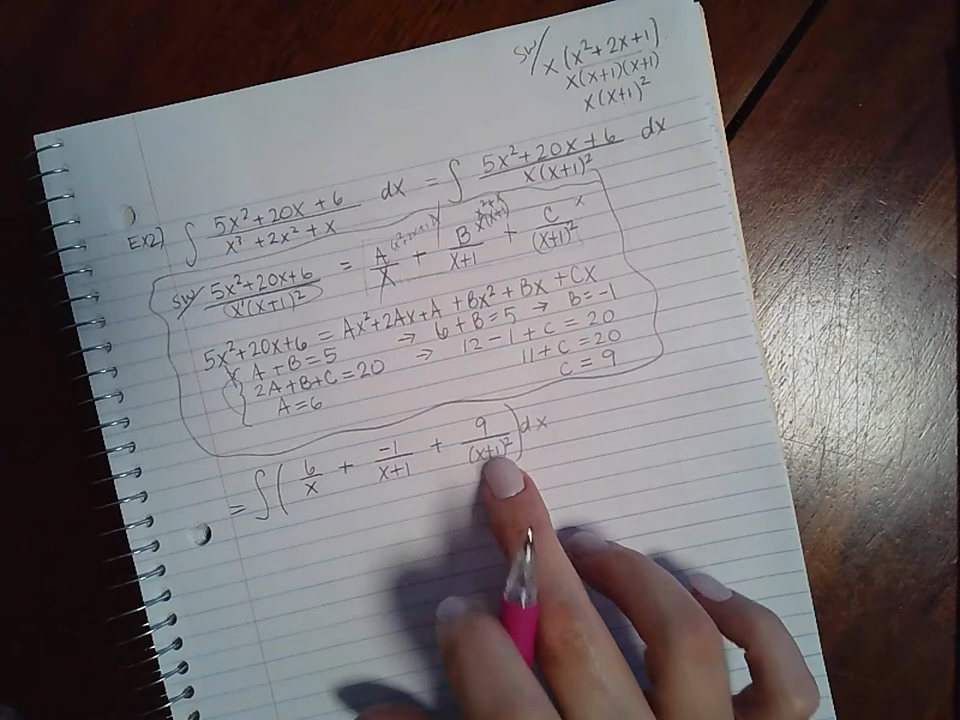 SW/ x(x²+2x+1)
x(x+1)(x+1)
x(x+1)²
Ex2) ∫ (5x²+20x+6)/(x³+2x²+x) dx = ∫ (5x²+20x+6)/(x(x+1)²) dx
SW/ (5x²+20x+6)/(x(x+1)²) = A/x + B/(x+1) + C/(x+1)²
5x²+20x+6 = Ax²+2Ax+A + Bx²+Bx + Cx
A+B=5 → 6+B=5 → B=-1
2A+B+C=20 → 12-1+C=20
A=6 11+C=20
C=9
= ∫ (6/x + -1/(x+1) + 9/(x+1)²) dx